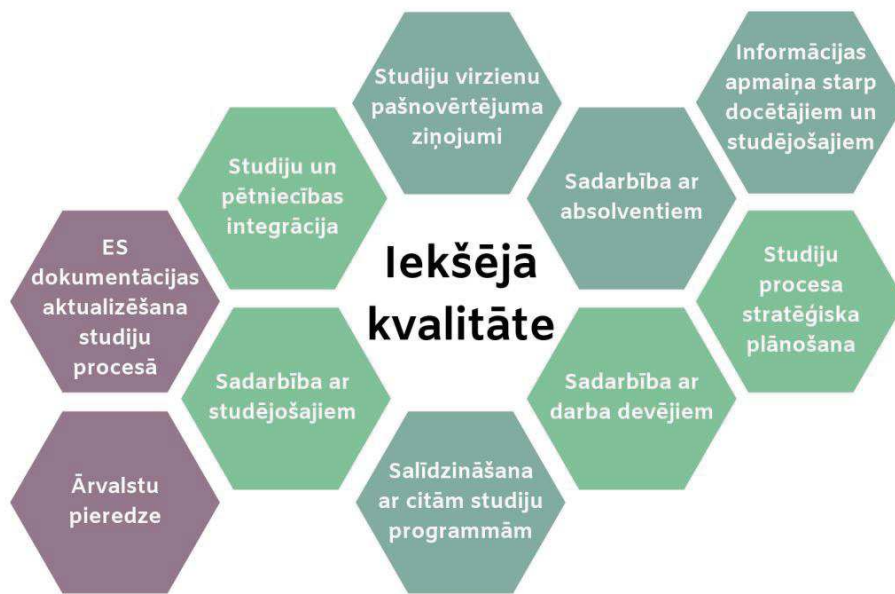 Studiju virzienu
pašnovērtējuma
ziņojumi
Informācijas
apmaiņa starp
docētājiem un
studējošajiem
Studiju un
pētniecības
integrācija
Sadarbība ar
absolventiem
ES
dokumentācijas
aktualizēšana
studiju
procesā
Iekšējā
kvalitāte
Studiju
procesa
stratēģiska
plānošana
Sadarbība ar
studējošajiem
Sadarbība ar
darba devējiem
Ārvalstu
pieredze
Salīdzināšana
ar citām studiju
programmām